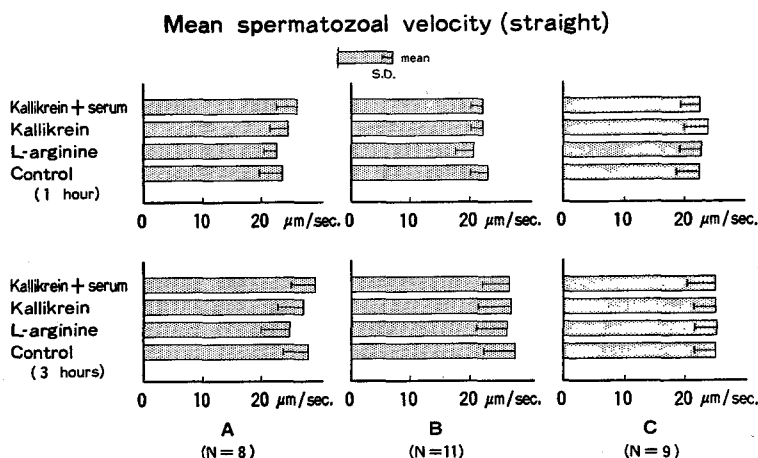 Mean spermatozoal velocity (straight)
mean
S.D.
Kallikrein + serum
Kallikrein
L-arginine
Control
(1 hour)
0 10 20 μm/sec. 0 10 20 μm/sec. 0 10 20 μm/sec.
Kallikrein + serum
Kallikrein
L-arginine
Control
(3 hours)
0 10 20 μm/sec. 0 10 20 μm/sec. 0 10 20 μm/sec.
A B C
(N=8) (N=11) (N=9)